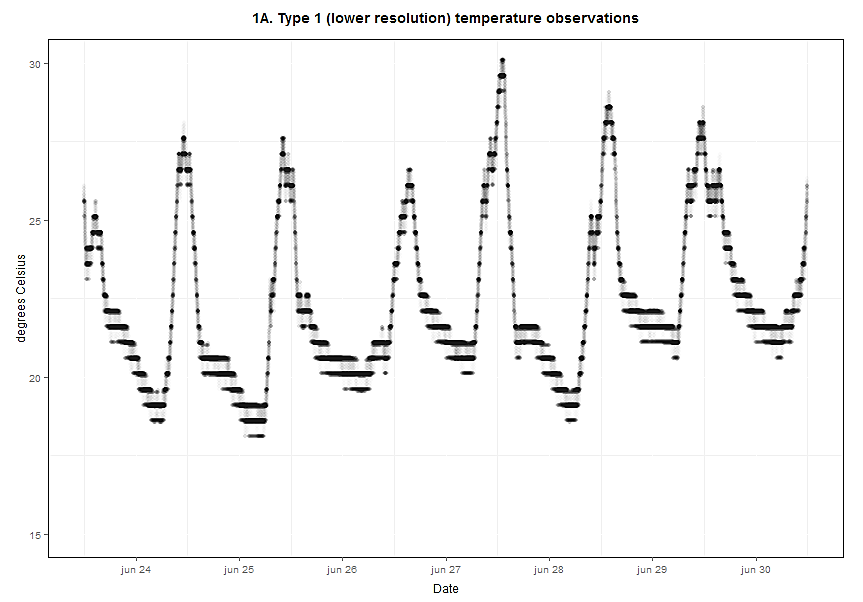 1A. Type 1 (lower resolution) temperature observations
30
25
20
15
degrees Celsius
jun 24 jun 25 jun 26 jun 27 jun 28 jun 29 jun 30
Date